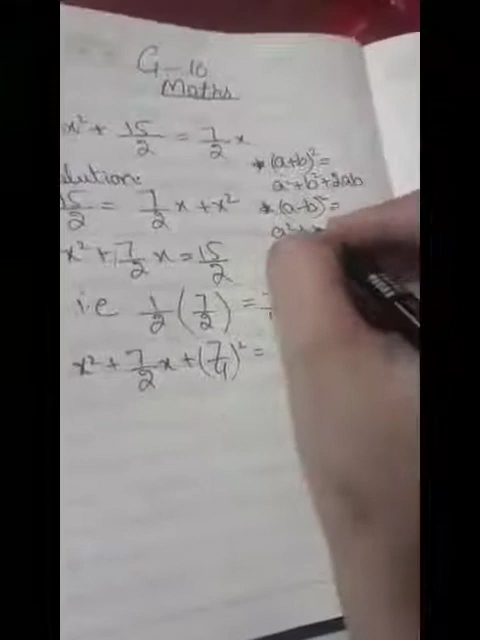 G-10
Maths
x² + 15/2 = 7/2 x
* (a+b)² =
a²+b²+2ab
* (a-b)² =
15/2 = 7/2 x + x²
x² + 7/2 x = 15/2
i.e 1/2 (7/2) =
x² + 7/2 x + (7/4)² =